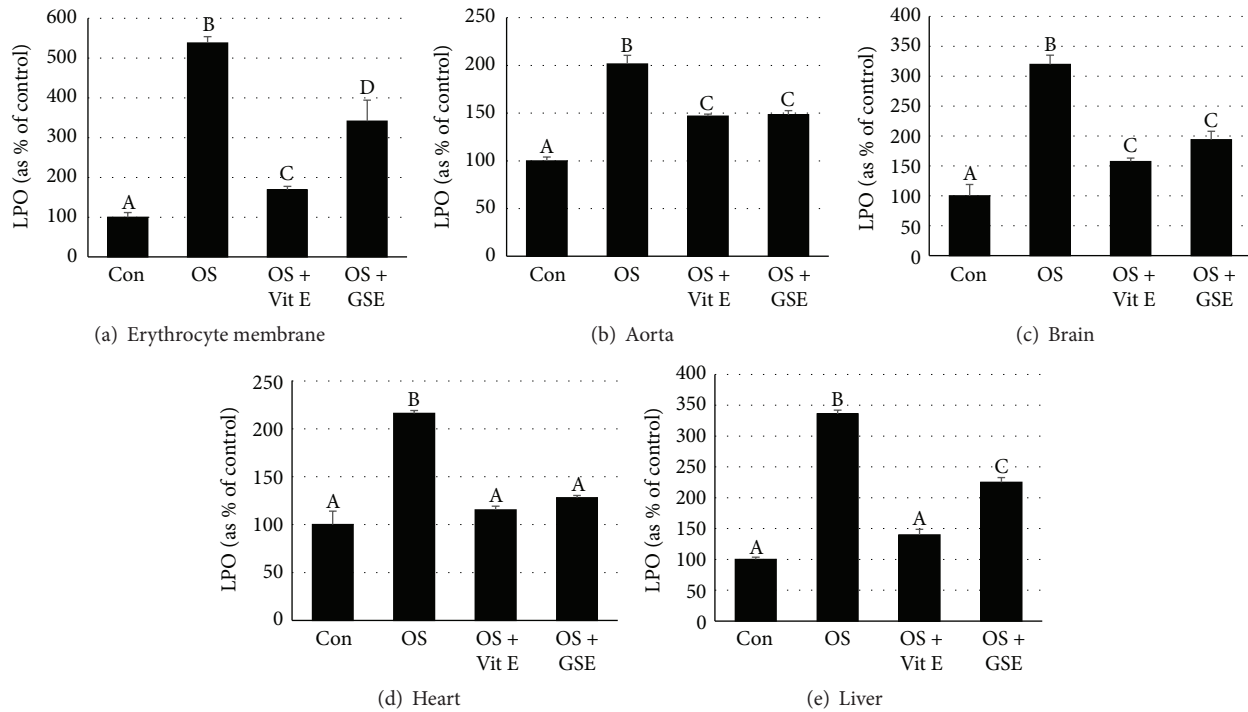 LPO (as % of control)
600
500
400
300
200
100
0
A
B
C
D
Con
OS
OS +
Vit E
OS +
GSE
(a) Erythrocyte membrane
LPO (as % of control)
250
200
150
100
50
0
A
B
C
C
Con
OS
OS +
Vit E
OS +
GSE
(b) Aorta
LPO (as % of control)
400
350
300
250
200
150
100
50
0
A
B
C
C
Con
OS
OS +
Vit E
OS +
GSE
(c) Brain
LPO (as % of control)
250
200
150
100
50
0
A
B
A
A
Con
OS
OS +
Vit E
OS +
GSE
(d) Heart
LPO (as % of control)
400
350
300
250
200
150
100
50
0
A
B
A
C
Con
OS
OS +
Vit E
OS +
GSE
(e) Liver